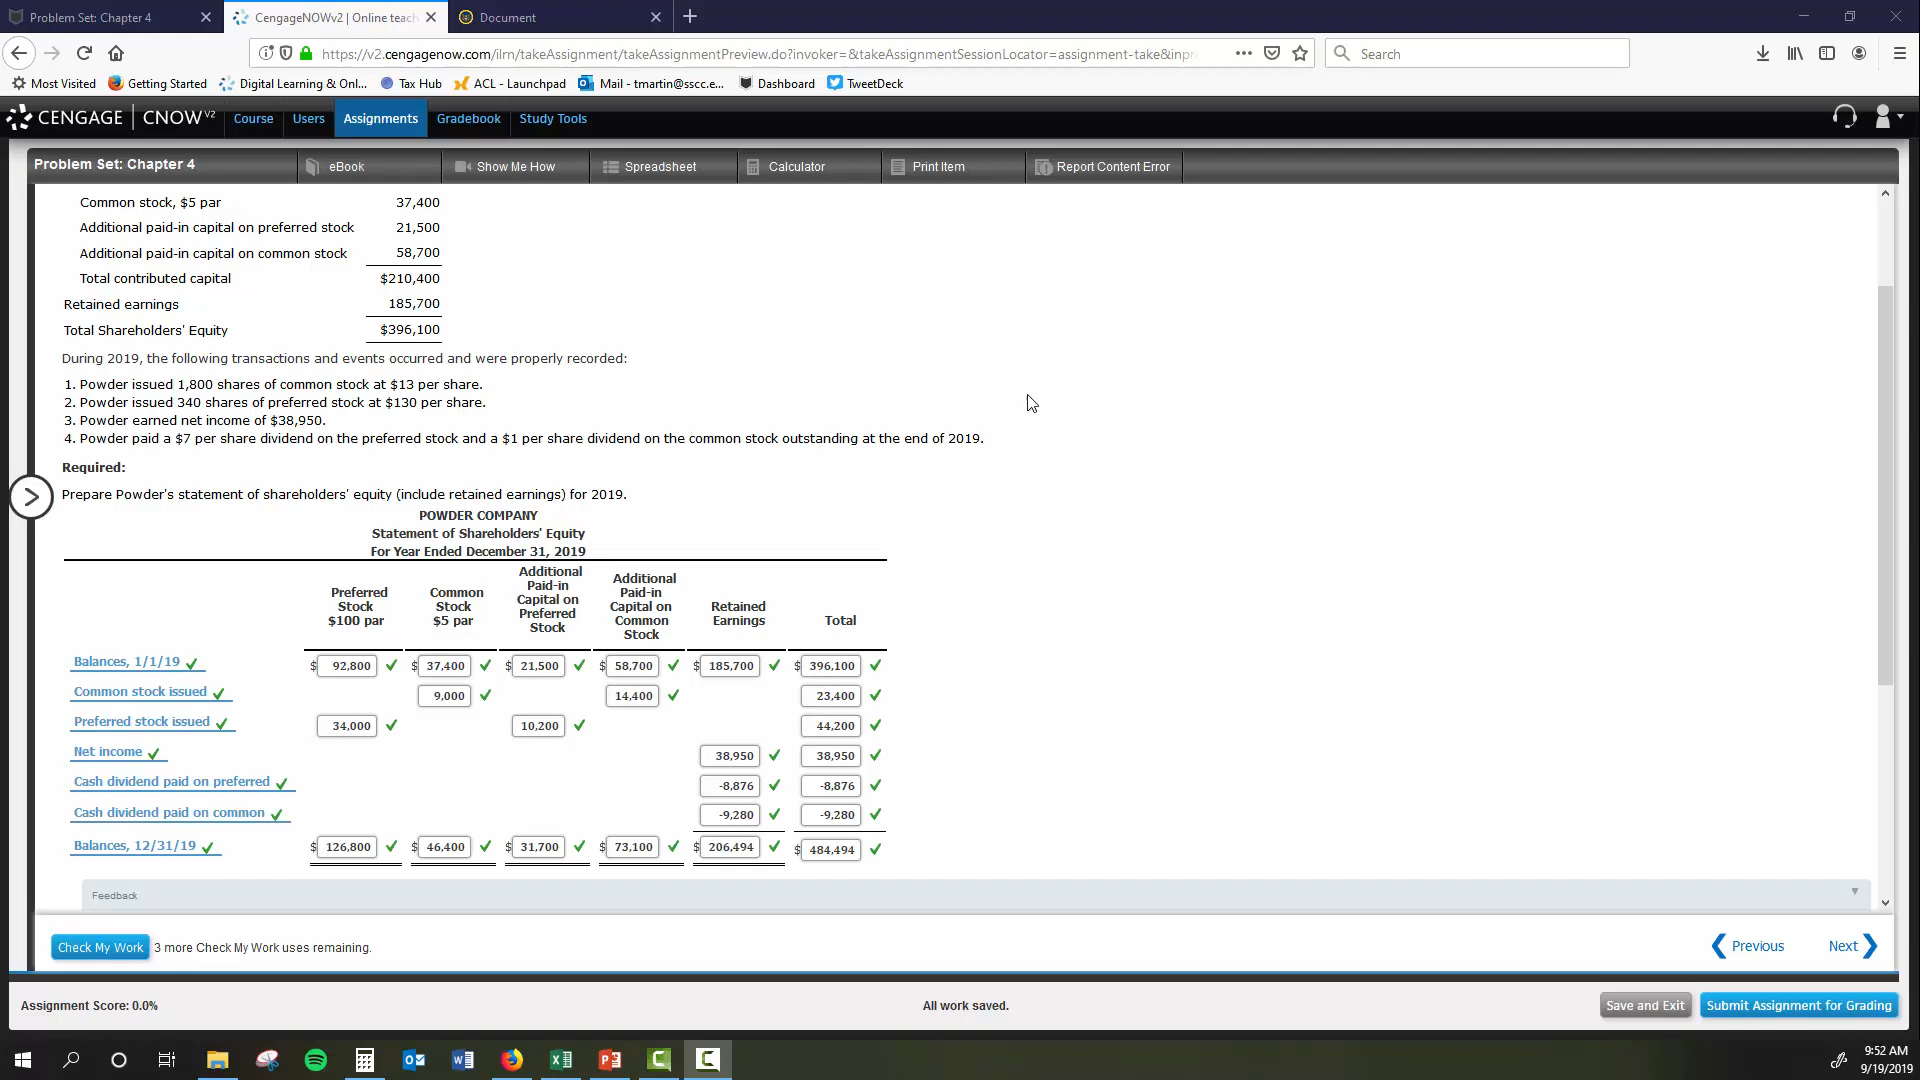 Problem Set: Chapter 4
CengageNOWv2 | Online teach
Document
https://v2.cengagenow.com/ilrn/takeAssignment/takeAssignmentPreview.do?invoker=&takeAssignmentSessionLocator=assignment-take&inpr
Search
Most Visited
Getting Started
Digital Learning & Onl...
Tax Hub
ACL - Launchpad
Mail - tmartin@sscc.e...
Dashboard
TweetDeck
CENGAGE | CNOWV2
Course
Users
Assignments
Gradebook
Study Tools
Problem Set: Chapter 4
eBook
Show Me How
Spreadsheet
Calculator
Print Item
Report Content Error
Common stock, $5 par 37,400
Additional paid-in capital on preferred stock 21,500
Additional paid-in capital on common stock 58,700
Total contributed capital $210,400
Retained earnings 185,700
Total Shareholders' Equity $396,100
During 2019, the following transactions and events occurred and were properly recorded:
1. Powder issued 1,800 shares of common stock at $13 per share.
2. Powder issued 340 shares of preferred stock at $130 per share.
3. Powder earned net income of $38,950.
4. Powder paid a $7 per share dividend on the preferred stock and a $1 per share dividend on the common stock outstanding at the end of 2019.
Required:
Prepare Powder's statement of shareholders' equity (include retained earnings) for 2019.
POWDER COMPANY
Statement of Shareholders' Equity
For Year Ended December 31, 2019
Preferred
Stock
$100 par
Common
Stock
$5 par
Additional
Paid-in
Capital on
Preferred
Stock
Additional
Paid-in
Capital on
Common
Stock
Retained
Earnings
Total
Balances, 1/1/19 $ 92,800 $ 37,400 $ 21,500 $ 58,700 $ 185,700 $ 396,100
Common stock issued 9,000 14,400 23,400
Preferred stock issued 34,000 10,200 44,200
Net income 38,950 38,950
Cash dividend paid on preferred -8,876 -8,876
Cash dividend paid on common -9,280 -9,280
Balances, 12/31/19 $ 126,800 $ 46,400 $ 31,700 $ 73,100 $ 206,494 $ 484,494
Feedback
Check My Work
3 more Check My Work uses remaining.
Previous
Next
Assignment Score: 0.0%
All work saved.
Save and Exit
Submit Assignment for Grading
9:52 AM
9/19/2019